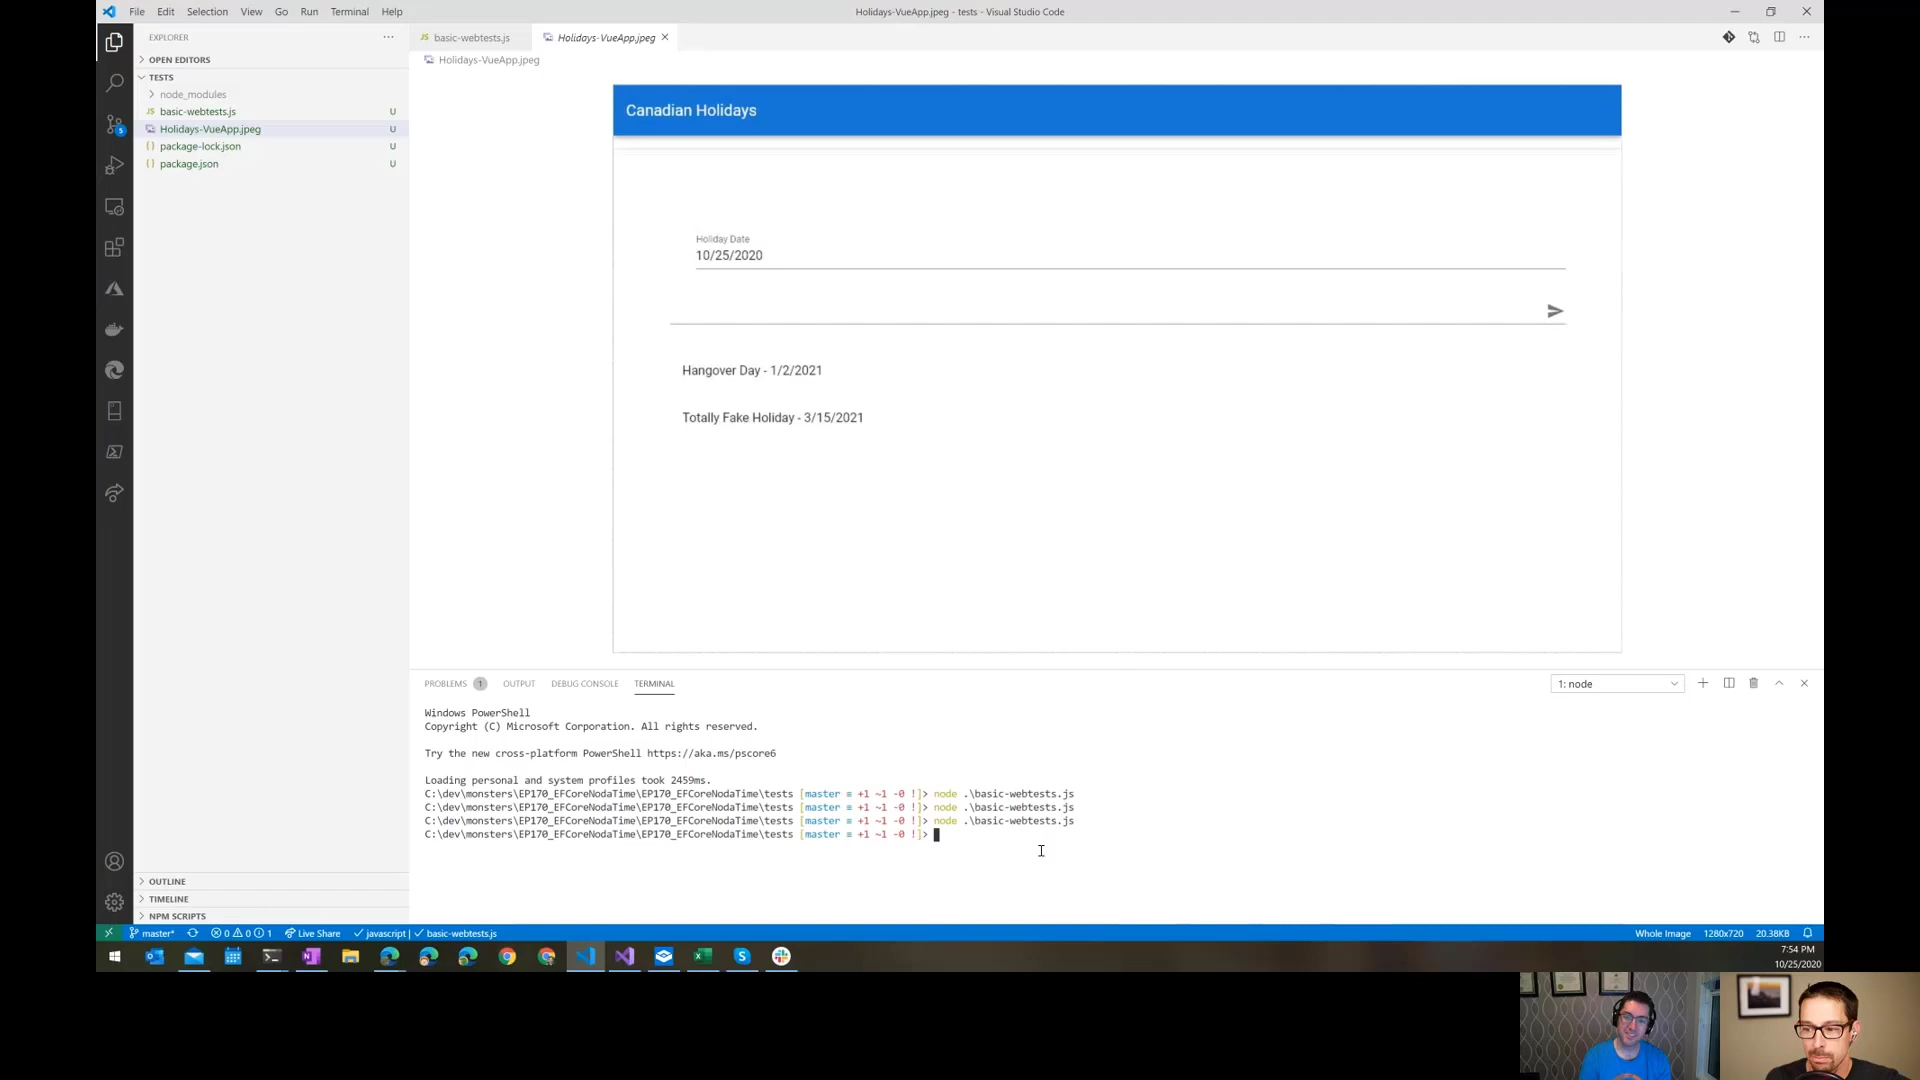 File Edit Selection View Go Run Terminal Help
Holidays-VueApp.jpeg - tests - Visual Studio Code
EXPLORER
OPEN EDITORS
TESTS
node_modules
JS basic-webtests.js U
Holidays-VueApp.jpeg U
{} package-lock.json U
{} package.json U
5
OUTLINE
TIMELINE
NPM SCRIPTS
JS basic-webtests.js
Holidays-VueApp.jpeg
Holidays-VueApp.jpeg
Canadian Holidays
Holiday Date
10/25/2020
Hangover Day - 1/2/2021
Totally Fake Holiday - 3/15/2021
PROBLEMS 1 OUTPUT DEBUG CONSOLE TERMINAL
1: node
Windows PowerShell
Copyright (C) Microsoft Corporation. All rights reserved.
Try the new cross-platform PowerShell https://aka.ms/pscore6
Loading personal and system profiles took 2459ms.
C:\dev\monsters\EP170_EFCoreNodaTime\EP170_EFCoreNodaTime\tests [master ≡ +1 ~1 -0 !]> node .\basic-webtests.js
C:\dev\monsters\EP170_EFCoreNodaTime\EP170_EFCoreNodaTime\tests [master ≡ +1 ~1 -0 !]> node .\basic-webtests.js
C:\dev\monsters\EP170_EFCoreNodaTime\EP170_EFCoreNodaTime\tests [master ≡ +1 ~1 -0 !]> node .\basic-webtests.js
C:\dev\monsters\EP170_EFCoreNodaTime\EP170_EFCoreNodaTime\tests [master ≡ +1 ~1 -0 !]>
master* 0 0 1 Live Share javascript | basic-webtests.js
Whole Image 1280x720 20.38KB
7:54 PM
10/25/2020